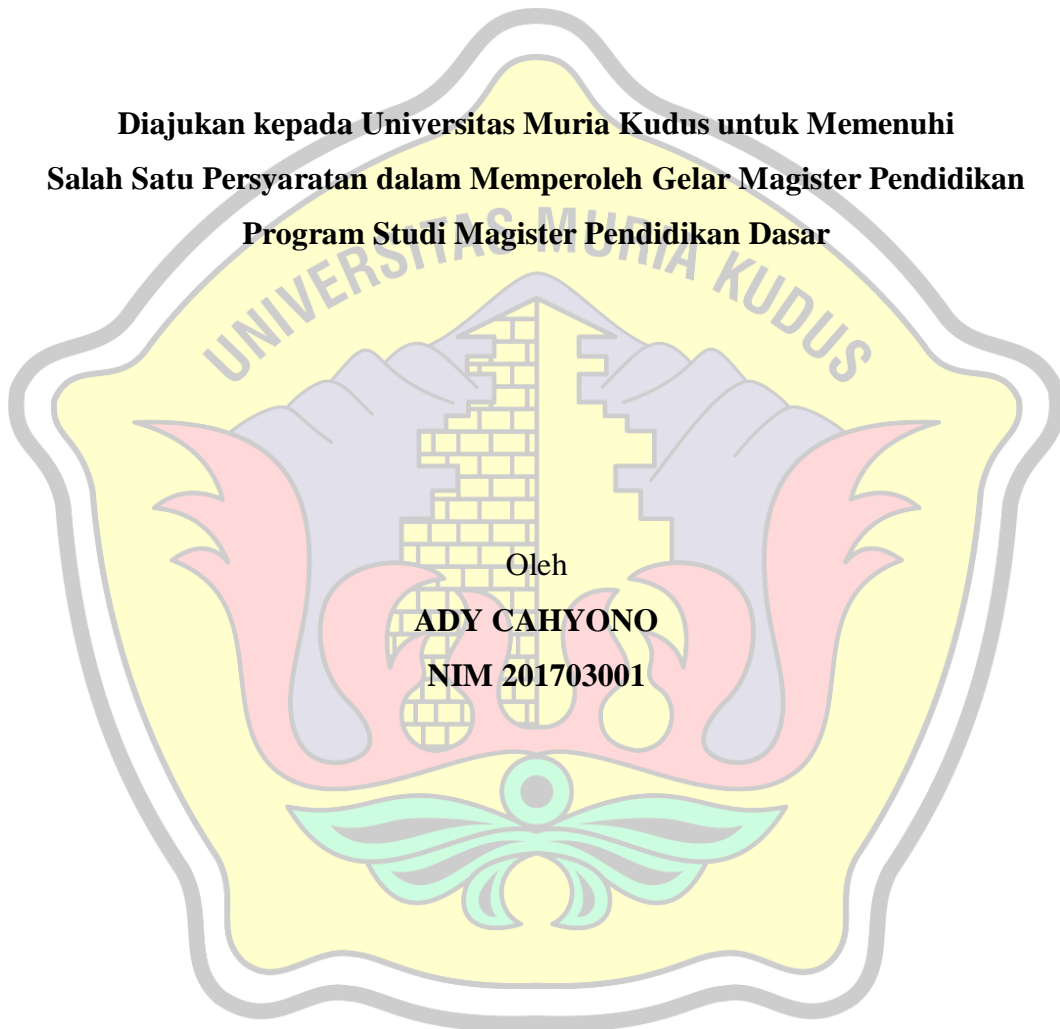 Diajukan kepada Universitas Muria Kudus untuk Memenuhi
Salah Satu Persyaratan dalam Memperoleh Gelar Magister Pendidikan
Program Studi Magister Pendidikan Dasar
UNIVERSITAS MURIA KUDUS
Oleh
ADY CAHYONO
NIM 201703001